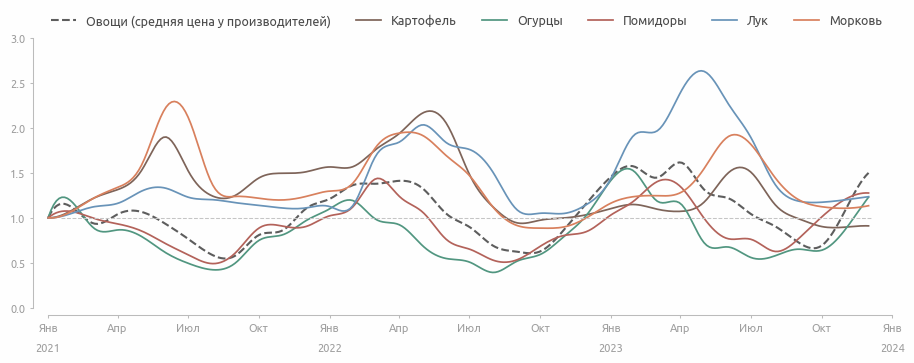 Овощи (средняя цена у производителей) Картофель Огурцы Помидоры Лук Морковь
3.0
2.5
2.0
1.5
1.0
0.5
0.0
Янв Апр Июл Окт Янв Апр Июл Окт Янв Апр Июл Окт Янв
2021 2022 2023 2024